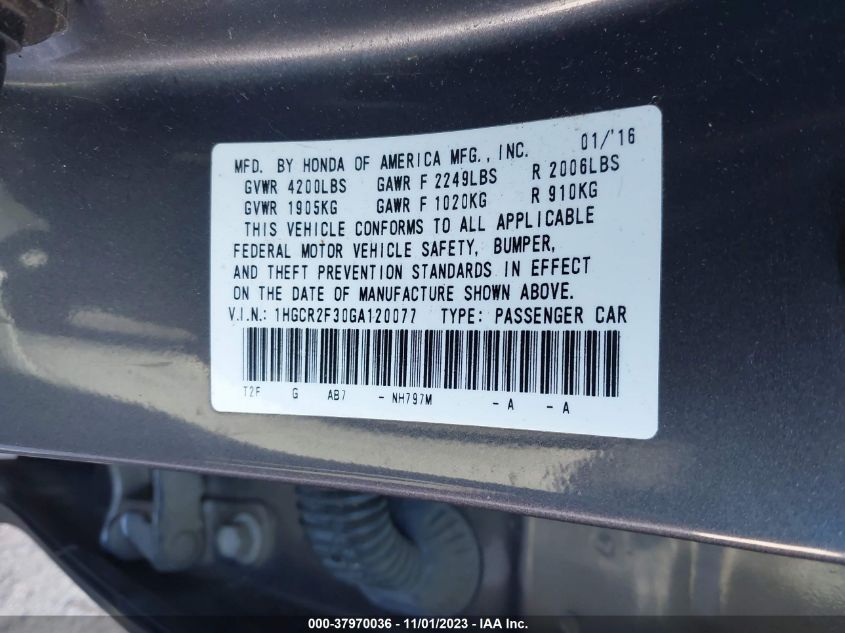 MFD. BY HONDA OF AMERICA MFG., INC. 01/'16
GVWR 4200LBS GAWR F 2249LBS R 2006LBS
GVWR 1905KG GAWR F 1020KG R 910KG
THIS VEHICLE CONFORMS TO ALL APPLICABLE
FEDERAL MOTOR VEHICLE SAFETY, BUMPER,
AND THEFT PREVENTION STANDARDS IN EFFECT
ON THE DATE OF MANUFACTURE SHOWN ABOVE.
V.I.N.: 1HGCR2F30GA120077 TYPE: PASSENGER CAR
T2F G AB7 - NH797M - A - A
000-37970036 - 11/01/2023 - IAA Inc.